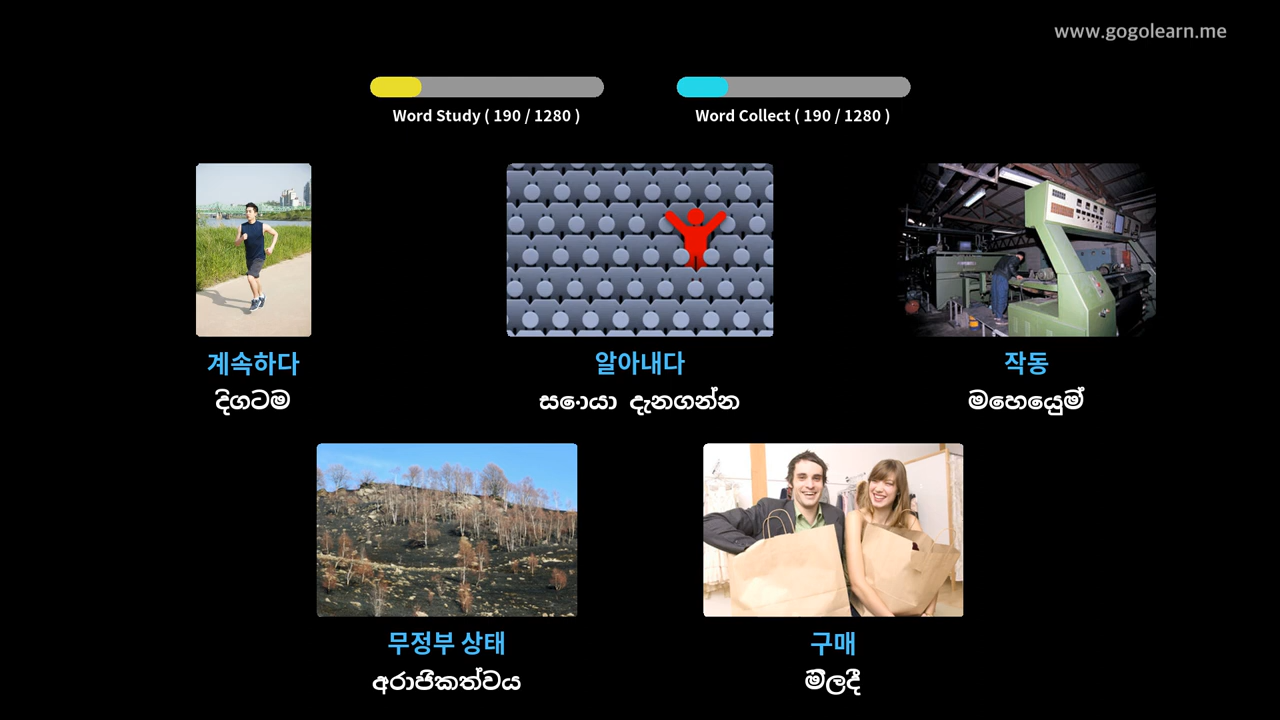 www.gogolearn.me
Word Study ( 190 / 1280 )
Word Collect ( 190 / 1280 )
계속하다
දිගටම
알아내다
සොයා දැනගන්න
작동
මෙහෙයුම්
무정부 상태
අරාජිකත්වය
구매
මිලදී